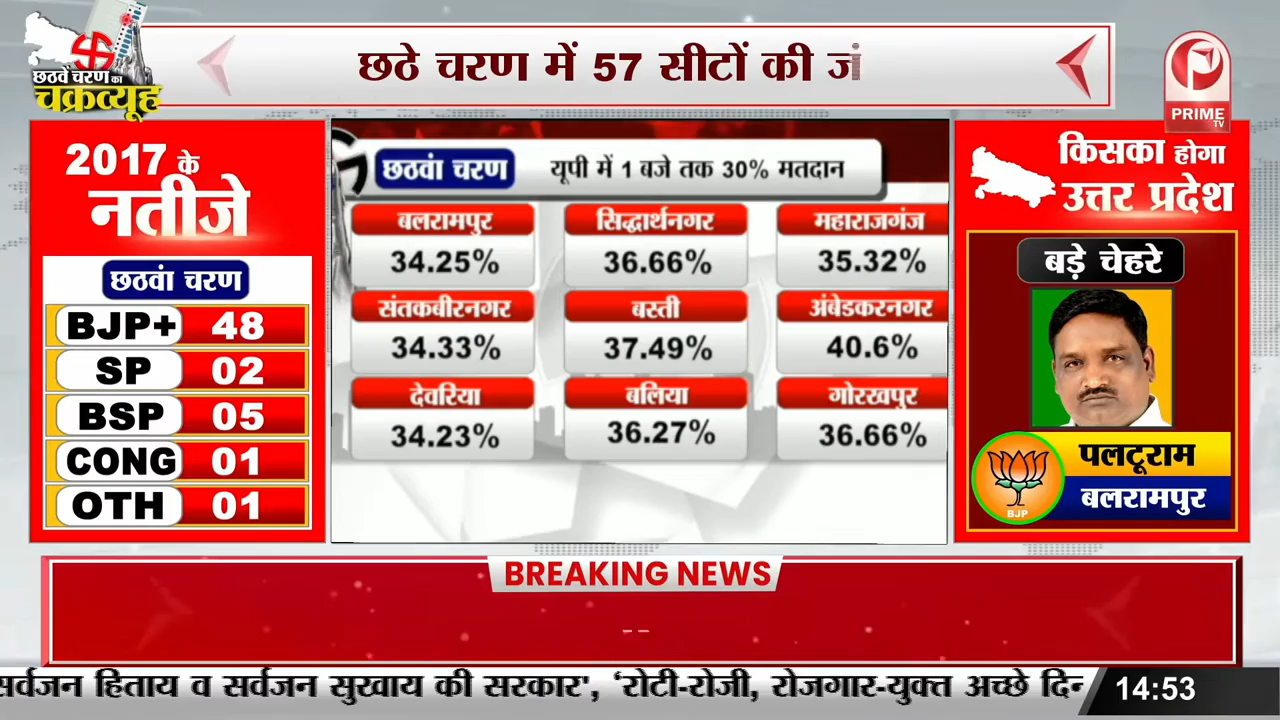 छठवें चरण का
चक्रव्यूह
छठे चरण में 57 सीटों की जं
PRIME
TV
2017 के
नतीजे
छठवां चरण
BJP+ 48
SP 02
BSP 05
CONG 01
OTH 01
छठवां चरण यूपी में 1 बजे तक 30% मतदान
बलरामपुर सिद्धार्थनगर महाराजगंज
34.25% 36.66% 35.32%
संतकबीरनगर बस्ती अंबेडकरनगर
34.33% 37.49% 40.6%
देवरिया बलिया गोरखपुर
34.23% 36.27% 36.66%
किसका होगा
उत्तर प्रदेश
बड़े चेहरे
BJP
पलटूराम
बलरामपुर
BREAKING NEWS
--
सर्वजन हिताय व सर्वजन सुखाय की सरकार', 'रोटी-रोजी, रोजगार-युक्त अच्छे दिन
14:53